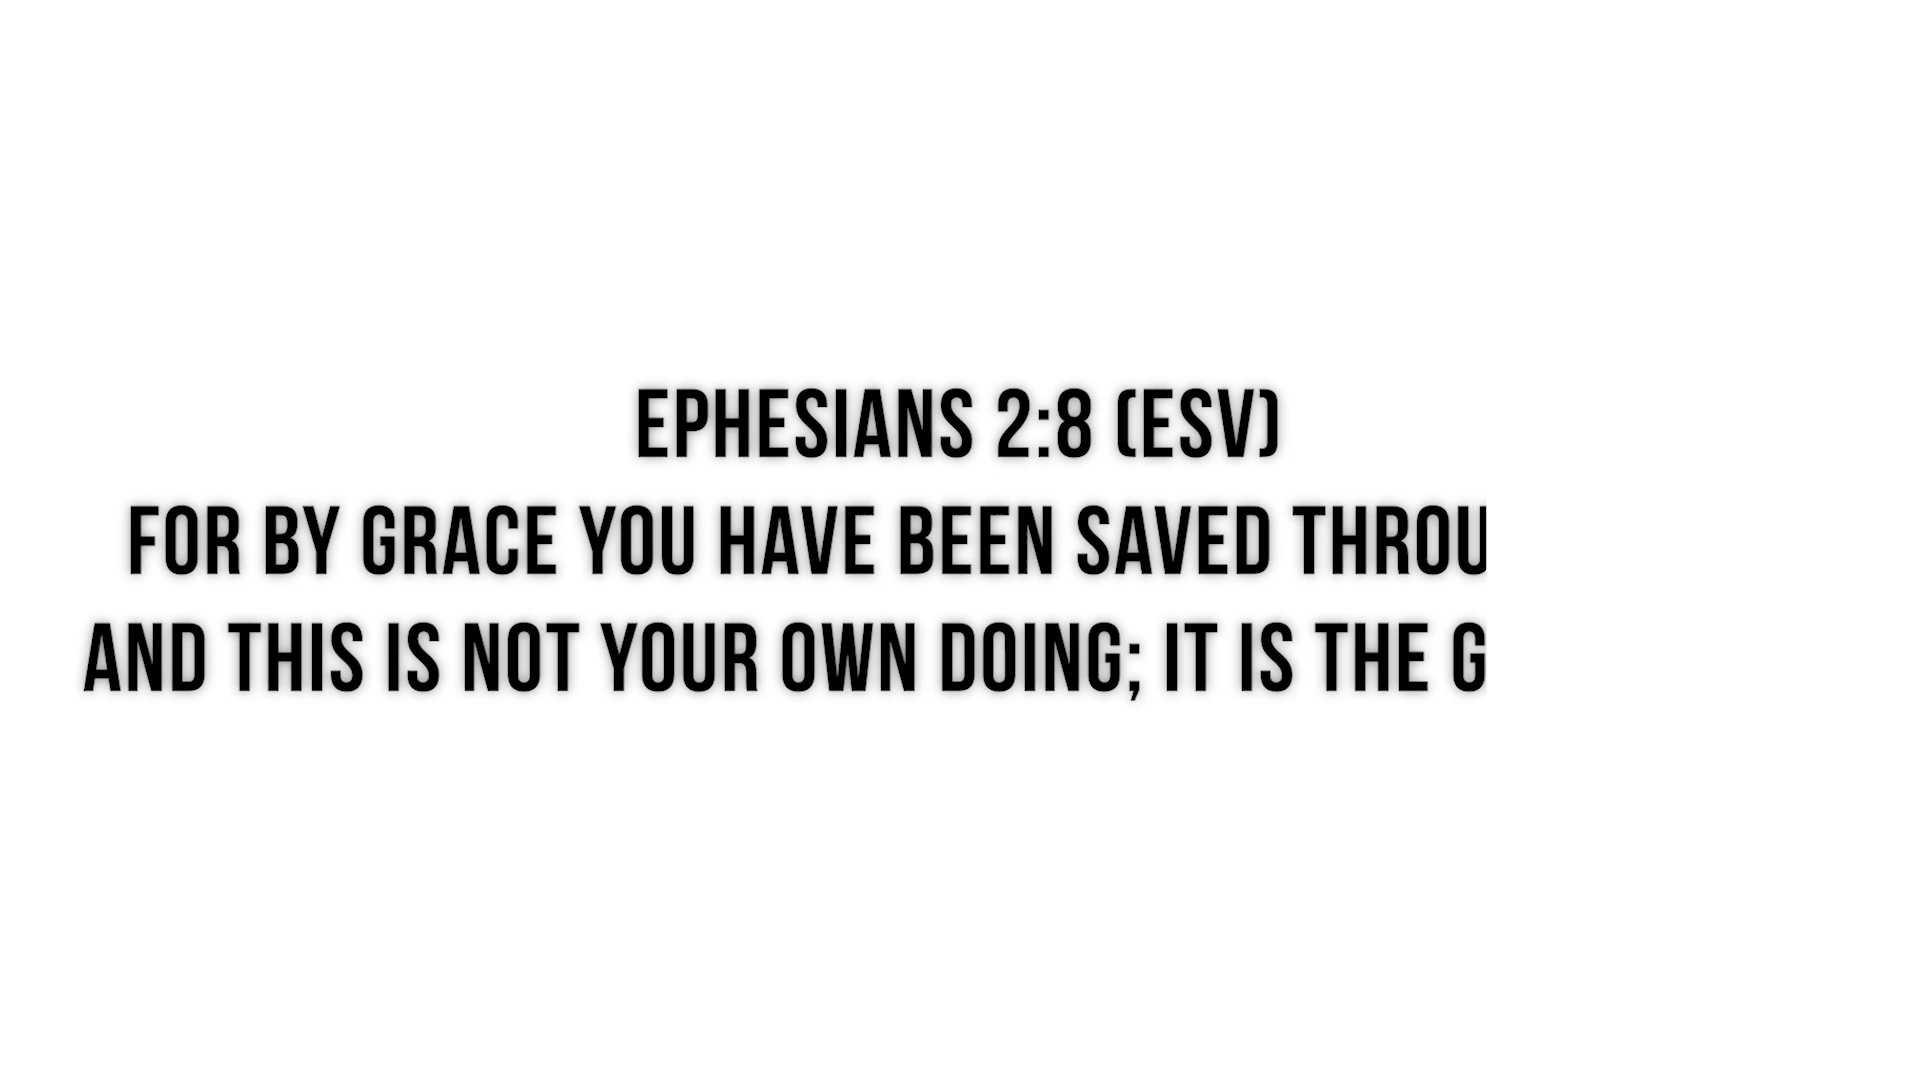 EPHESIANS 2:8 (ESV)
FOR BY GRACE YOU HAVE BEEN SAVED THROU
AND THIS IS NOT YOUR OWN DOING; IT IS THE G